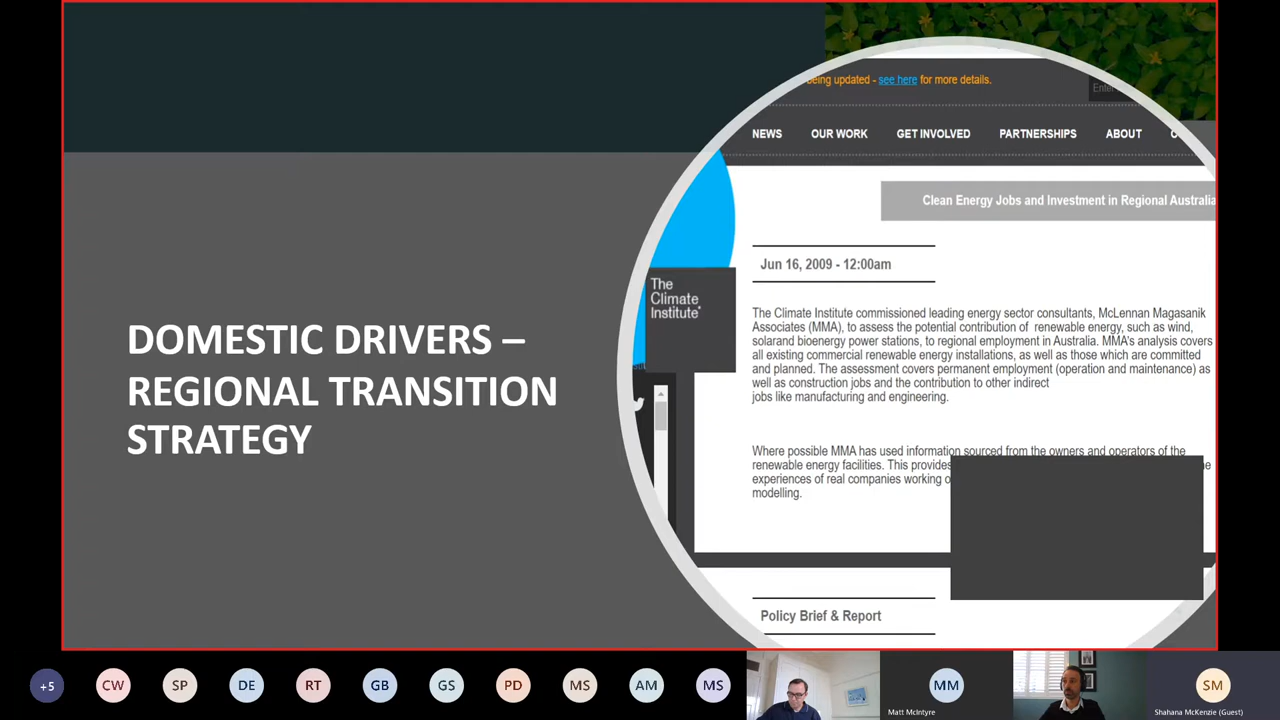 being updated - see here for more details.
Enter
NEWS OUR WORK GET INVOLVED PARTNERSHIPS ABOUT C
Clean Energy Jobs and Investment in Regional Australia
Jun 16, 2009 - 12:00am
The
Climate
Institute
The Climate Institute commissioned leading energy sector consultants, McLennan Magasanik
Associates (MMA), to assess the potential contribution of renewable energy, such as wind,
solarand bioenergy power stations, to regional employment in Australia. MMA's analysis covers
all existing commercial renewable energy installations, as well as those which are committed
and planned. The assessment covers permanent employment (operation and maintenance) as
well as construction jobs and the contribution to other indirect
jobs like manufacturing and engineering.
Where possible MMA has used information sourced from the owners and operators of the
renewable energy facilities. This provides the
experiences of real companies working o
modelling.
Policy Brief & Report
DOMESTIC DRIVERS –
REGIONAL TRANSITION
STRATEGY
+5 CW SP DE RT GB GS PD MS AM MS MM SM
Matt McIntyre
Shahana McKenzie (Guest)